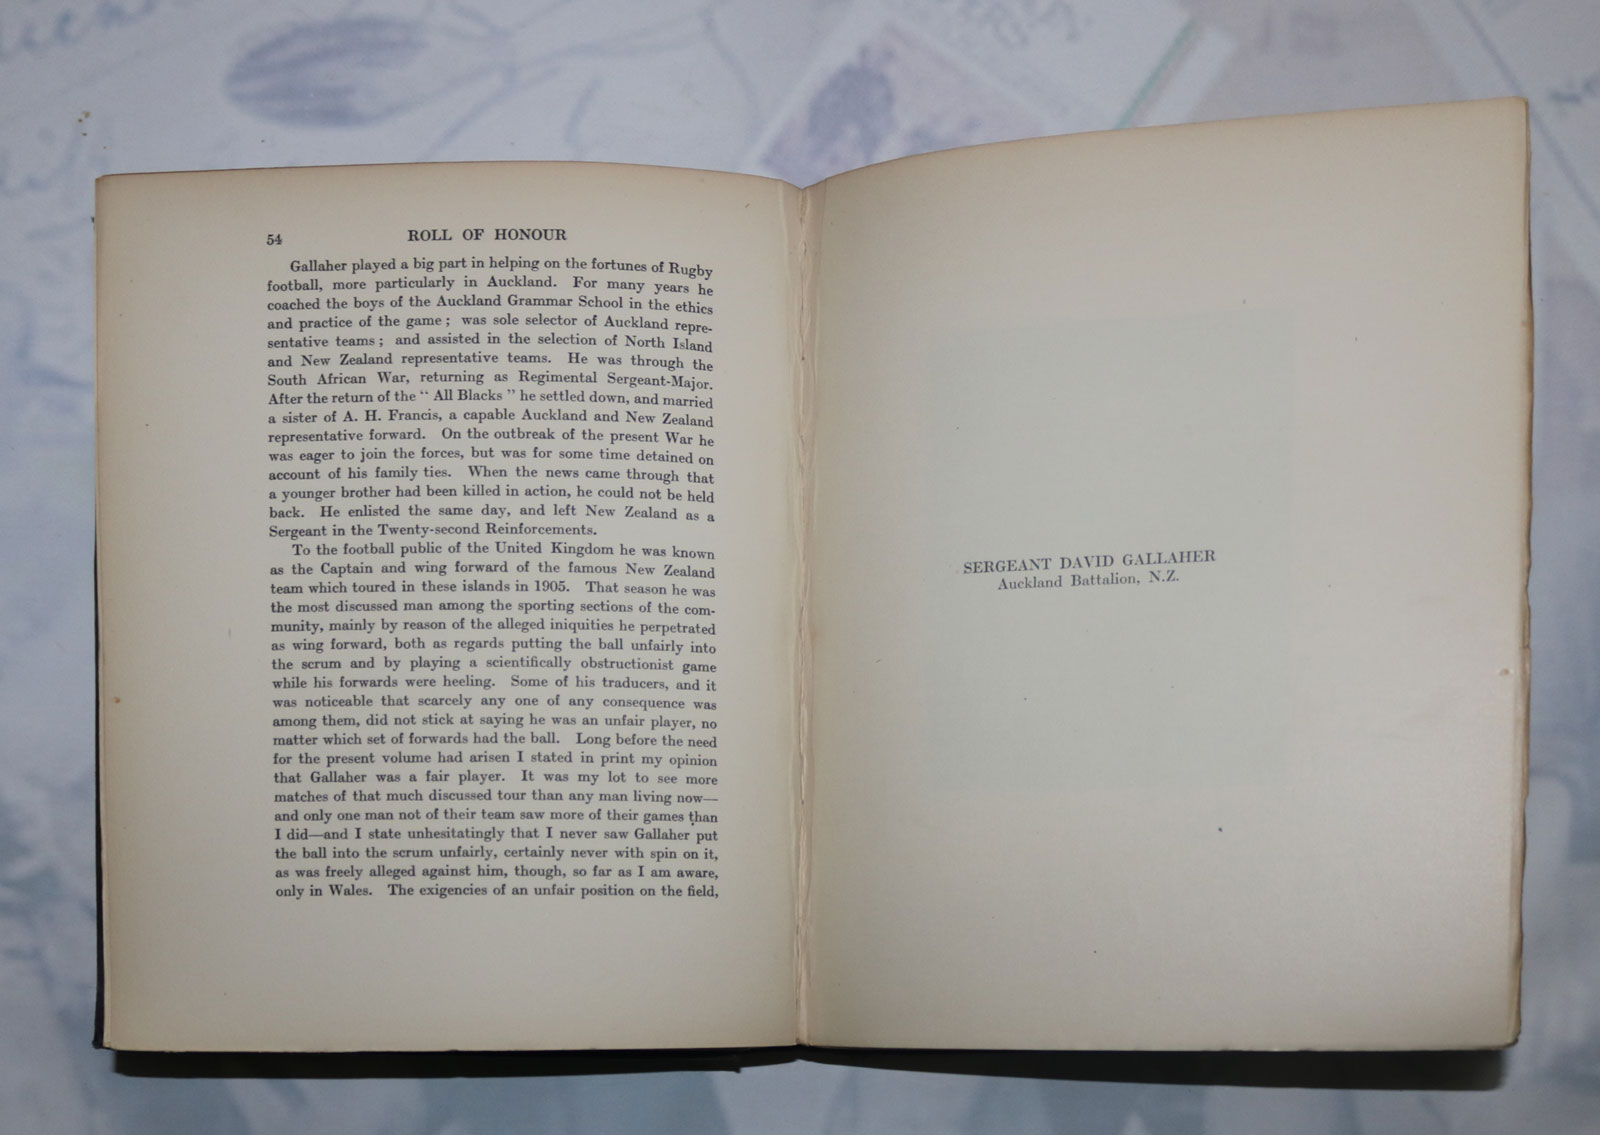 54 ROLL OF HONOUR
Gallaher played a big part in helping on the fortunes of Rugby
football, more particularly in Auckland. For many years he
coached the boys of the Auckland Grammar School in the ethics
and practice of the game; was sole selector of Auckland repre-
sentative teams; and assisted in the selection of North Island
and New Zealand representative teams. He was through the
South African War, returning as Regimental Sergeant-Major.
After the return of the “All Blacks” he settled down, and married
a sister of A. H. Francis, a capable Auckland and New Zealand
representative forward. On the outbreak of the present War he
was eager to join the forces, but was for some time detained on
account of his family ties. When the news came through that
a younger brother had been killed in action, he could not be held
back. He enlisted the same day, and left New Zealand as a
Sergeant in the Twenty-second Reinforcements.
To the football public of the United Kingdom he was known
as the Captain and wing forward of the famous New Zealand
team which toured in these islands in 1905. That season he was
the most discussed man among the sporting sections of the com-
munity, mainly by reason of the alleged iniquities he perpetrated
as wing forward, both as regards putting the ball unfairly into
the scrum and by playing a scientifically obstructionist game
while his forwards were heeling. Some of his traducers, and it
was noticeable that scarcely any one of any consequence was
among them, did not stick at saying he was an unfair player, no
matter which set of forwards had the ball. Long before the need
for the present volume had arisen I stated in print my opinion
that Gallaher was a fair player. It was my lot to see more
matches of that much discussed tour than any man living now—
and only one man not of their team saw more of their games than
I did—and I state unhesitatingly that I never saw Gallaher put
the ball into the scrum unfairly, certainly never with spin on it,
as was freely alleged against him, though, so far as I am aware,
only in Wales. The exigencies of an unfair position on the field,
SERGEANT DAVID GALLAHER
Auckland Battalion, N.Z.